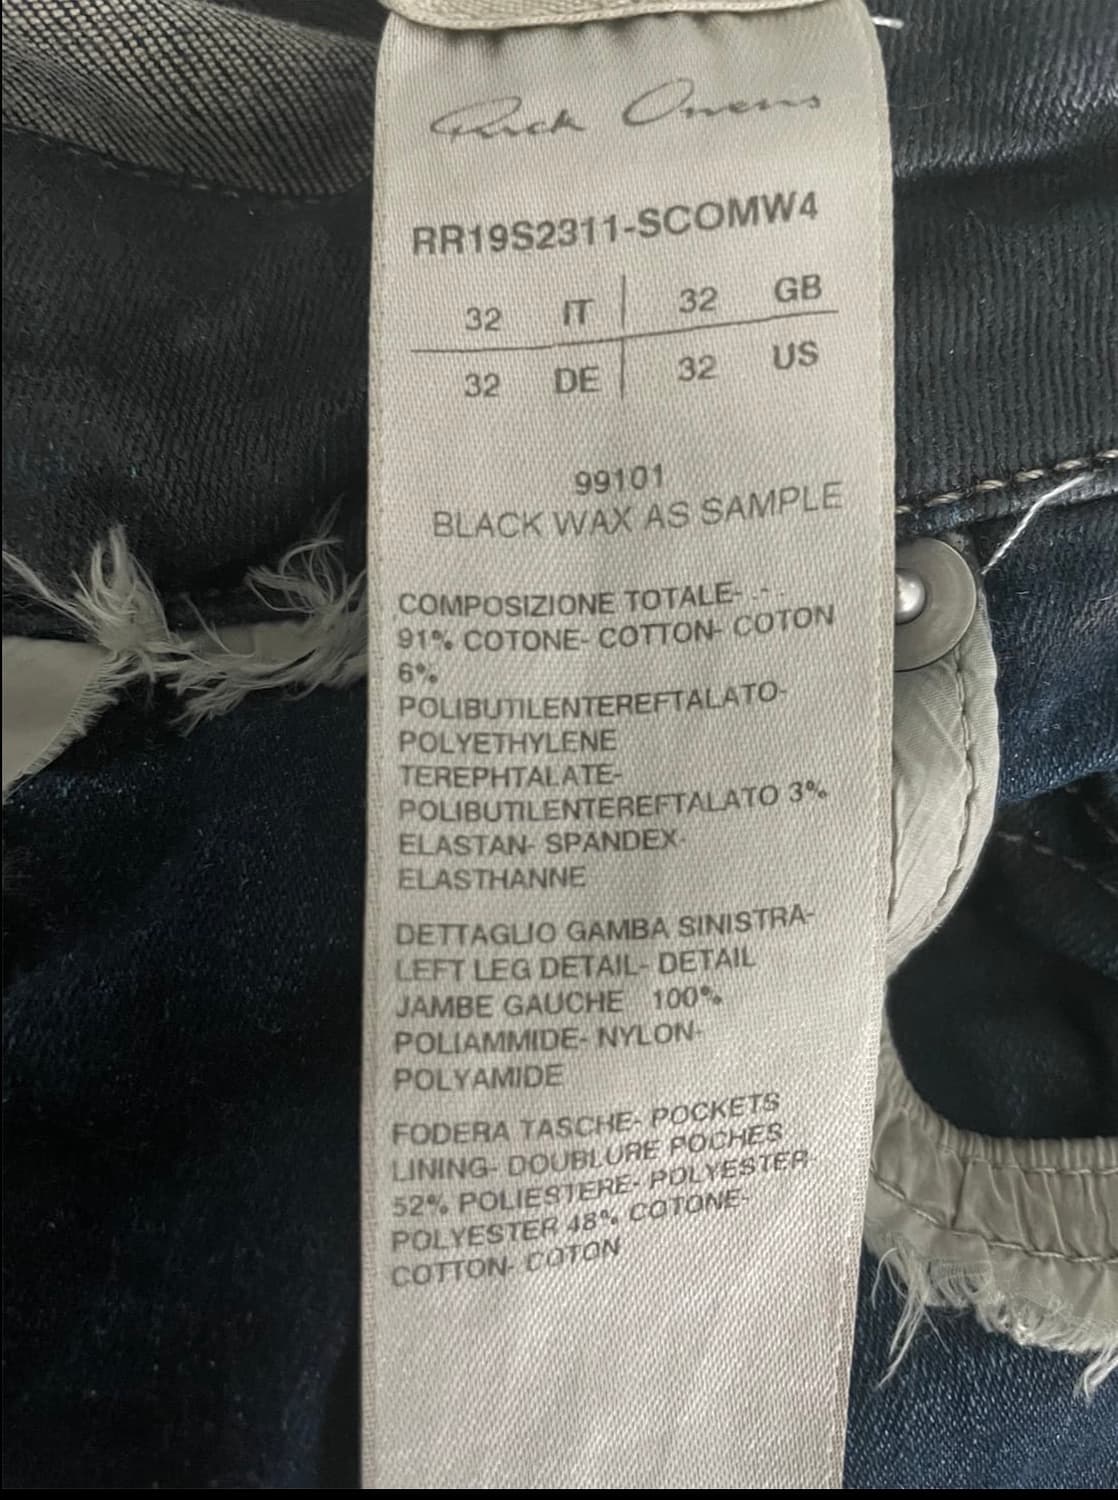 Rick Owens
RR19S2311-SCOMW4
32 IT 32 GB
32 DE 32 US
99101
BLACK WAX AS SAMPLE
COMPOSIZIONE TOTALE- -
91% COTONE- COTTON- COTON
6%
POLIBUTILENTEREFTALATO-
POLYETHYLENE
TEREPHTALATE-
POLIBUTILENTEREFTALATO 3%
ELASTAN- SPANDEX-
ELASTHANNE
DETTAGLIO GAMBA SINISTRA-
LEFT LEG DETAIL- DETAIL
JAMBE GAUCHE 100%
POLIAMMIDE- NYLON-
POLYAMIDE
FODERA TASCHE- POCKETS
LINING- DOUBLURE POCHES
52% POLIESTERE- POLYESTER
POLYESTER 48% COTONE-
COTTON- COTON